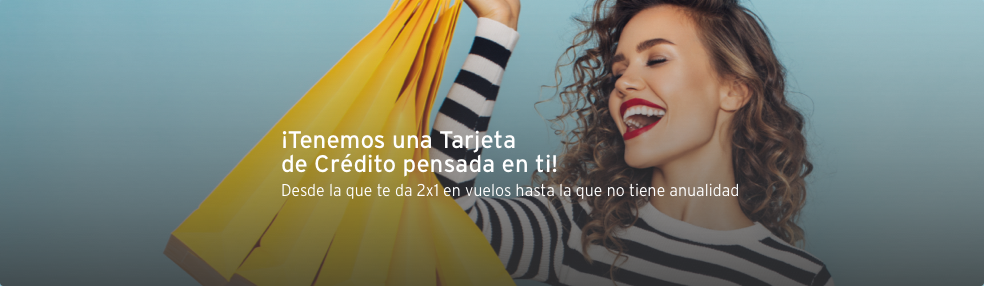 ¡Tenemos una Tarjeta
de Crédito pensada en ti!
Desde la que te da 2x1 en vuelos hasta la que no tiene anualidad